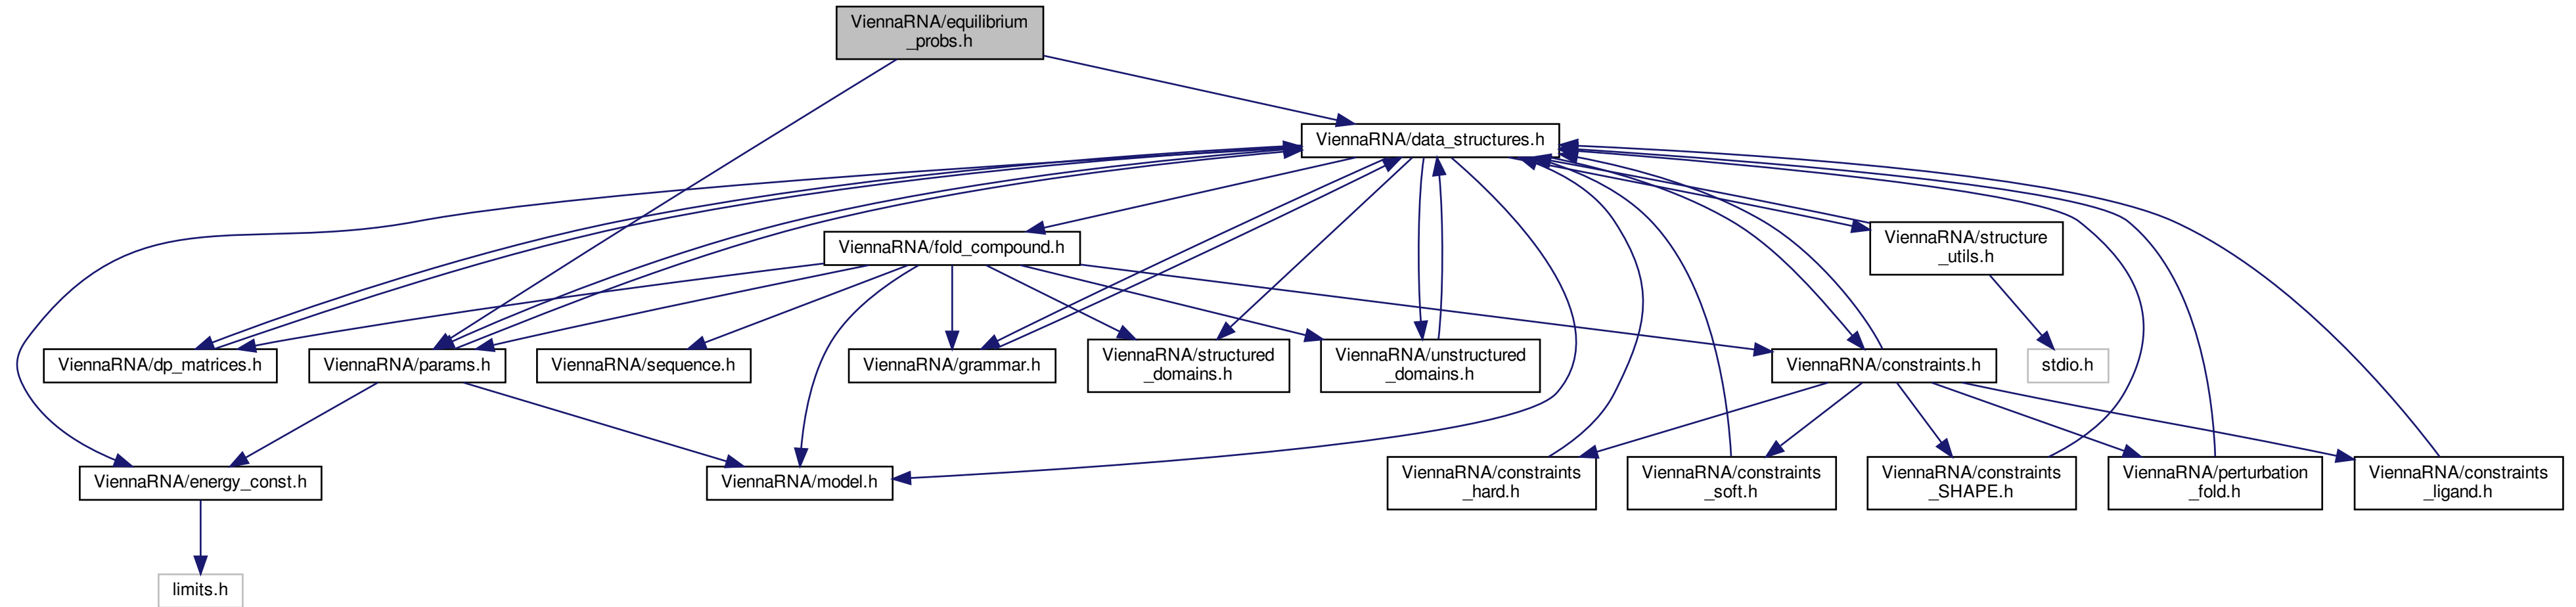 ViennaRNA/equilibrium
_probs.h
ViennaRNA/data_structures.h
ViennaRNA/fold_compound.h
ViennaRNA/structure
_utils.h
ViennaRNA/dp_matrices.h
ViennaRNA/params.h
ViennaRNA/sequence.h
ViennaRNA/grammar.h
ViennaRNA/structured
_domains.h
ViennaRNA/unstructured
_domains.h
ViennaRNA/constraints.h
stdio.h
ViennaRNA/energy_const.h
ViennaRNA/model.h
ViennaRNA/constraints
_hard.h
ViennaRNA/constraints
_soft.h
ViennaRNA/constraints
_SHAPE.h
ViennaRNA/perturbation
_fold.h
ViennaRNA/constraints
_ligand.h
limits.h